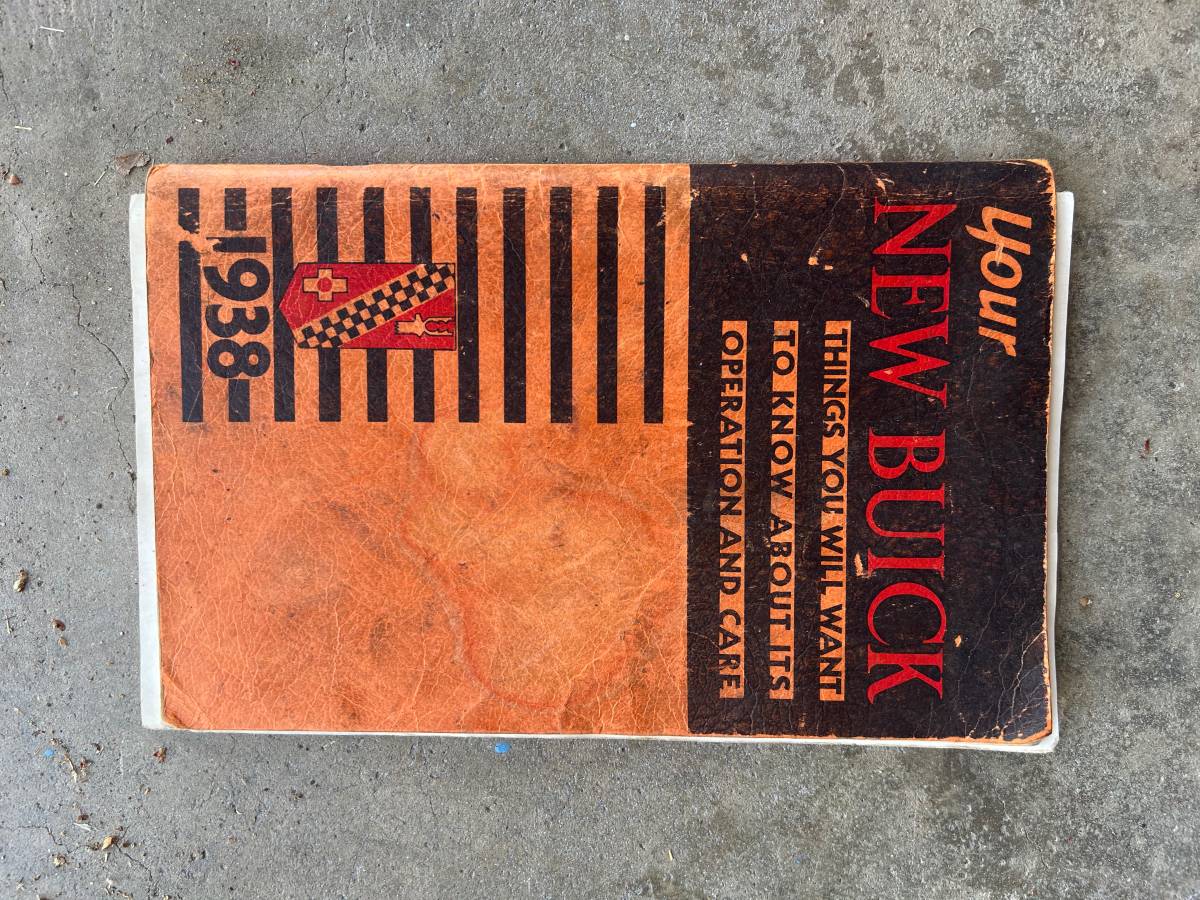 your
NEW BUICK
THINGS YOU WILL WANT
TO KNOW ABOUT ITS
OPERATION AND CARE
1938